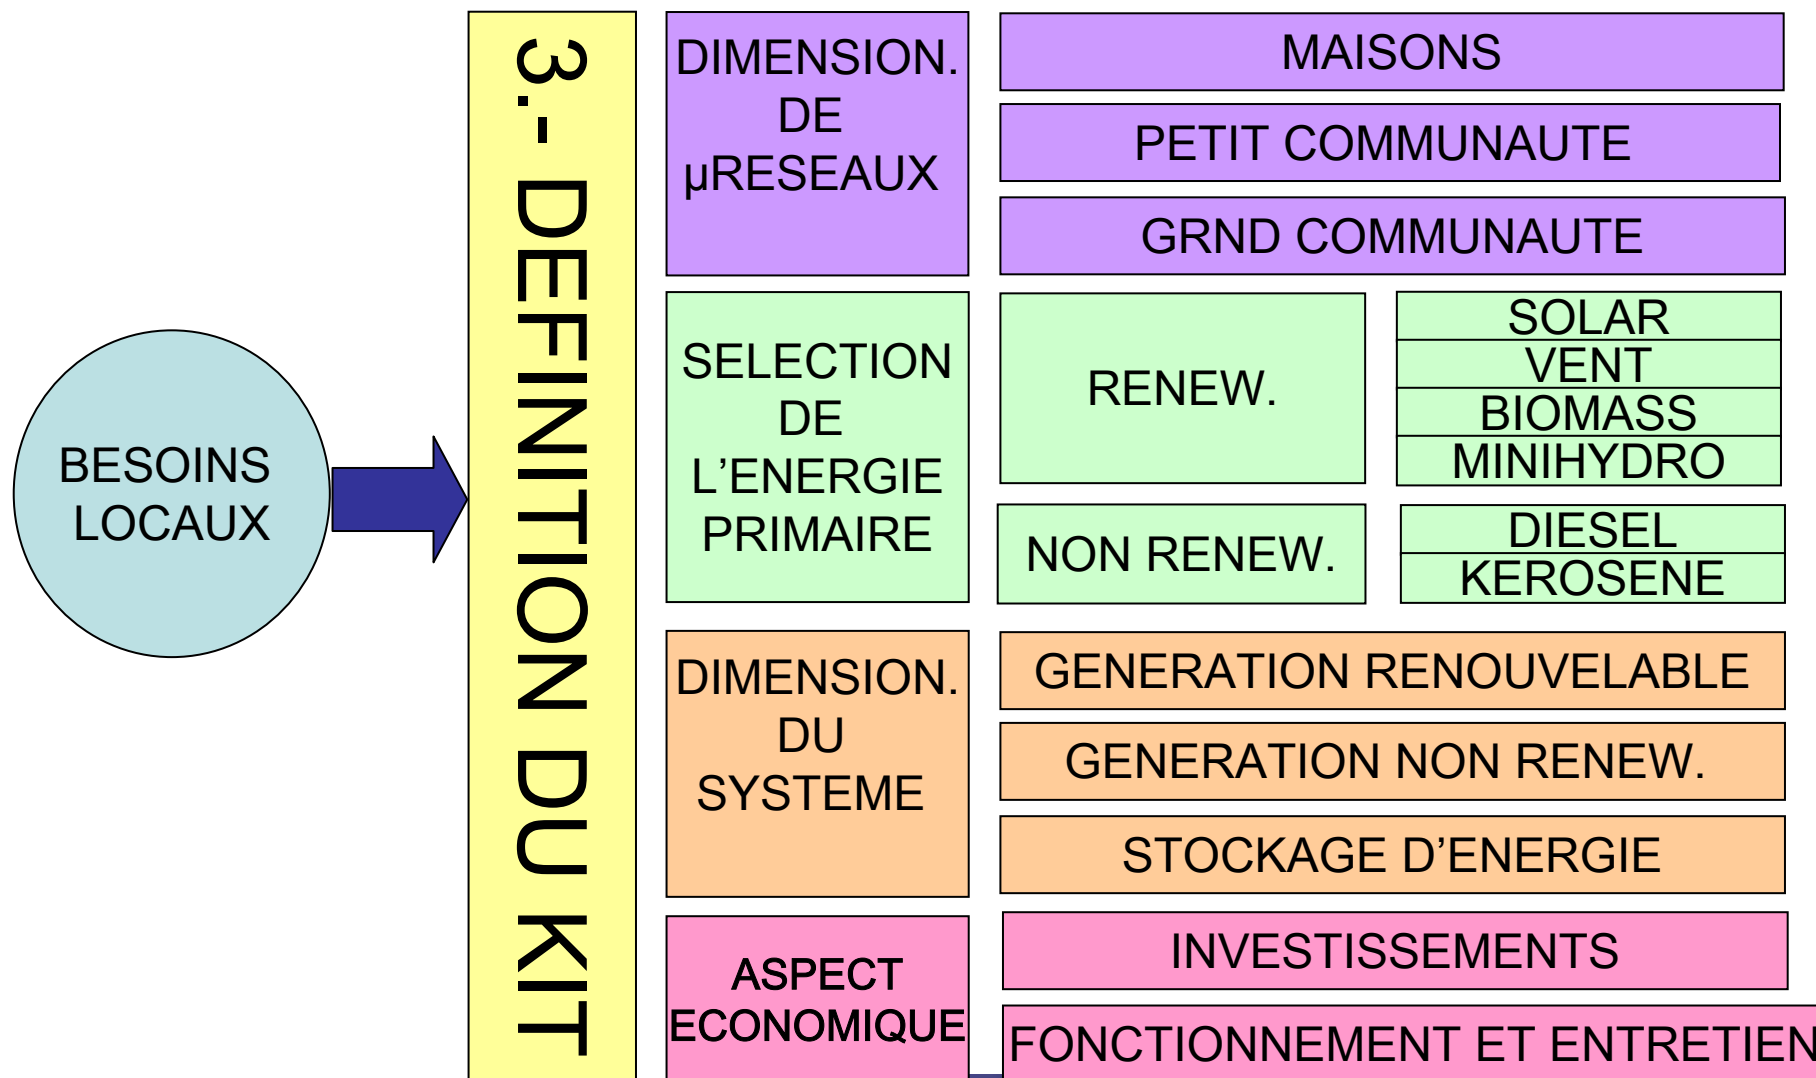 BESOINS
LOCAUX
3.- DEFINITION DU KIT
DIMENSION.
DE
µRESEAUX
MAISONS
PETIT COMMUNAUTE
GRND COMMUNAUTE
SELECTION
DE
L’ENERGIE
PRIMAIRE
RENEW.
SOLAR
VENT
BIOMASS
MINIHYDRO
NON RENEW.
DIESEL
KEROSENE
DIMENSION.
DU
SYSTEME
GENERATION RENOUVELABLE
GENERATION NON RENEW.
STOCKAGE D’ENERGIE
ASPECT
ECONOMIQUE
INVESTISSEMENTS
FONCTIONNEMENT ET ENTRETIEN